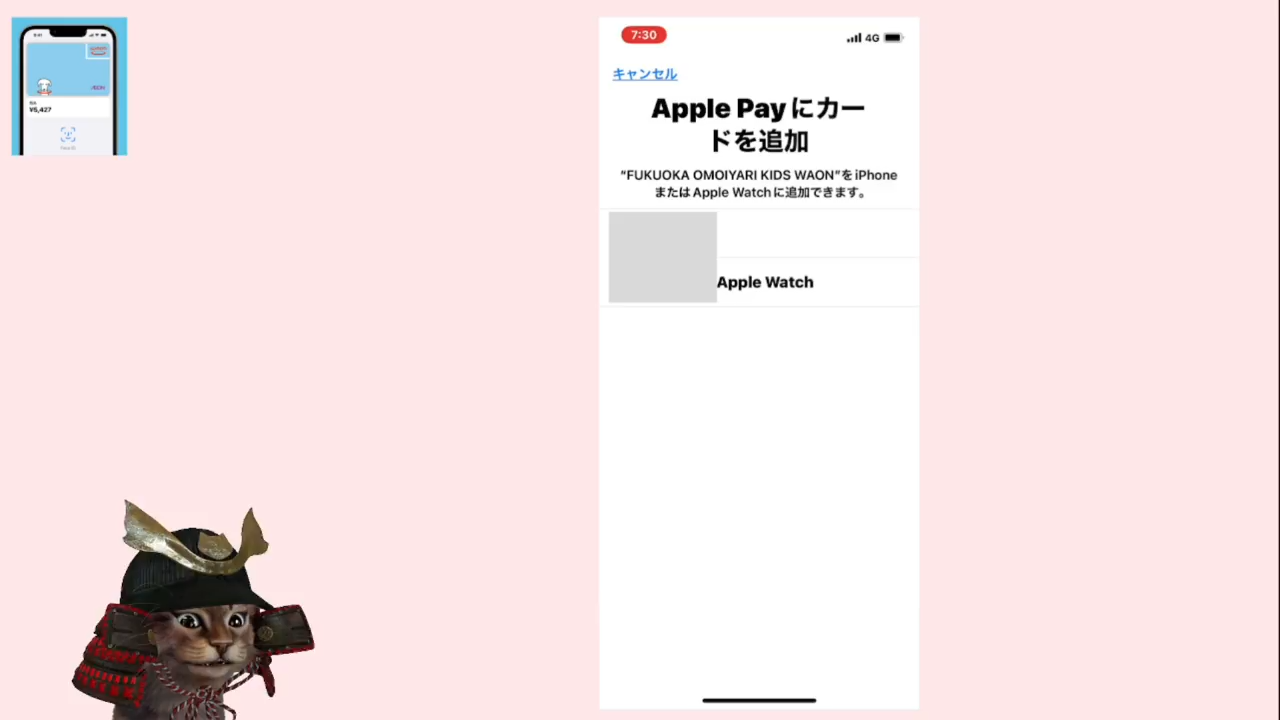 ¥5,427
7:30
4G
キャンセル
Apple Payにカー
ドを追加
“FUKUOKA OMOIYARI KIDS WAON”をiPhone
またはApple Watchに追加できます。
Apple Watch